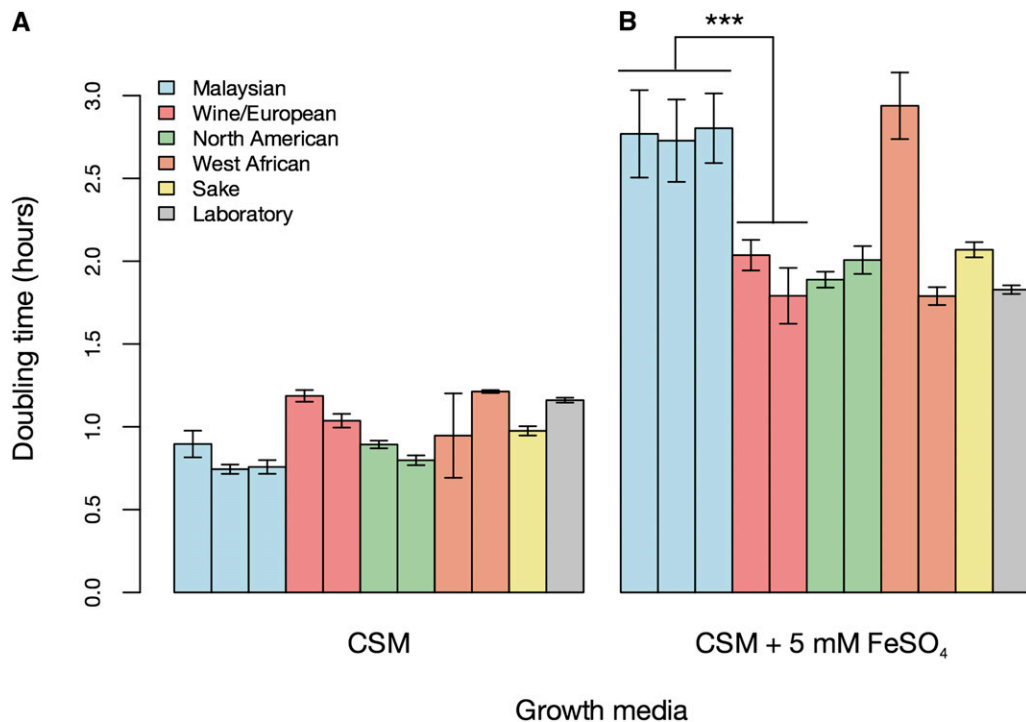 A
B
***
Malaysian
Wine/European
North American
West African
Sake
Laboratory
Doubling time (hours)
3.0
2.5
2.0
1.5
1.0
0.5
0.0
CSM
CSM + 5 mM FeSO₄
Growth media